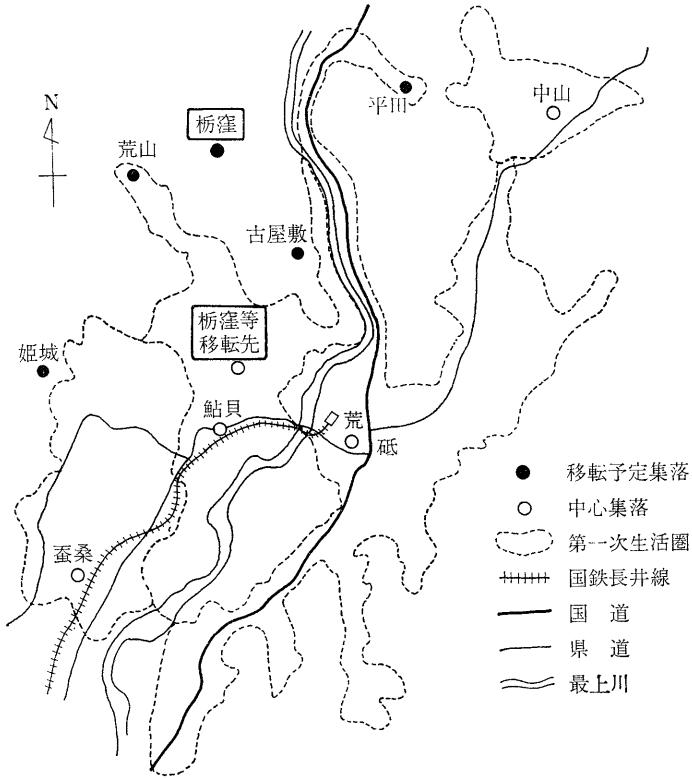 N
平田
中山
栃窪
荒山
古屋敷
栃窪等
移転先
姫城
鮎貝
荒
砥
蚕桑
移転予定集落
中心集落
第一次生活圏
国鉄長井線
国 道
県 道
最上川